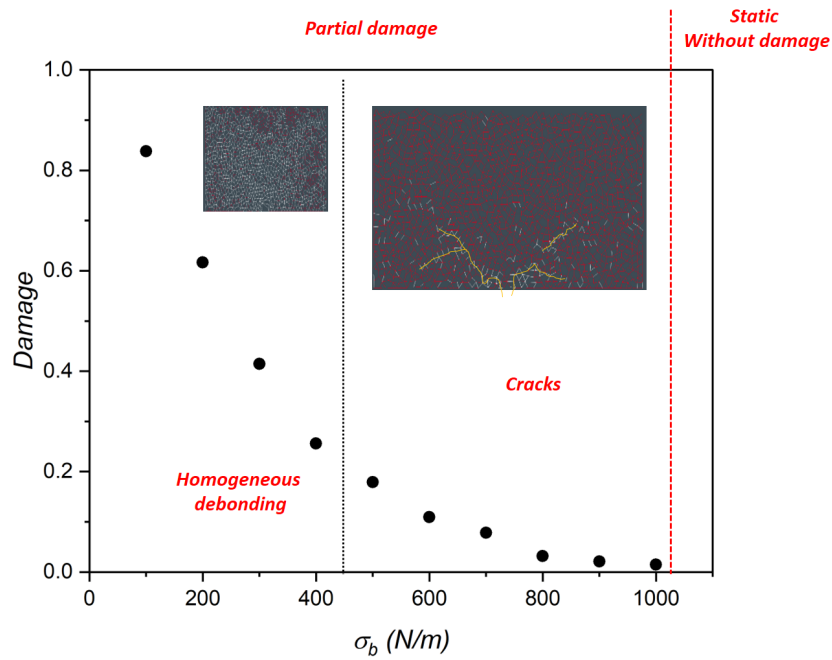 Partial damage
Static
Without damage
1.0
0.8
0.6
0.4
0.2
0.0
Damage
Cracks
Homogeneous
debonding
0
200
400
600
800
1000
σb (N/m)